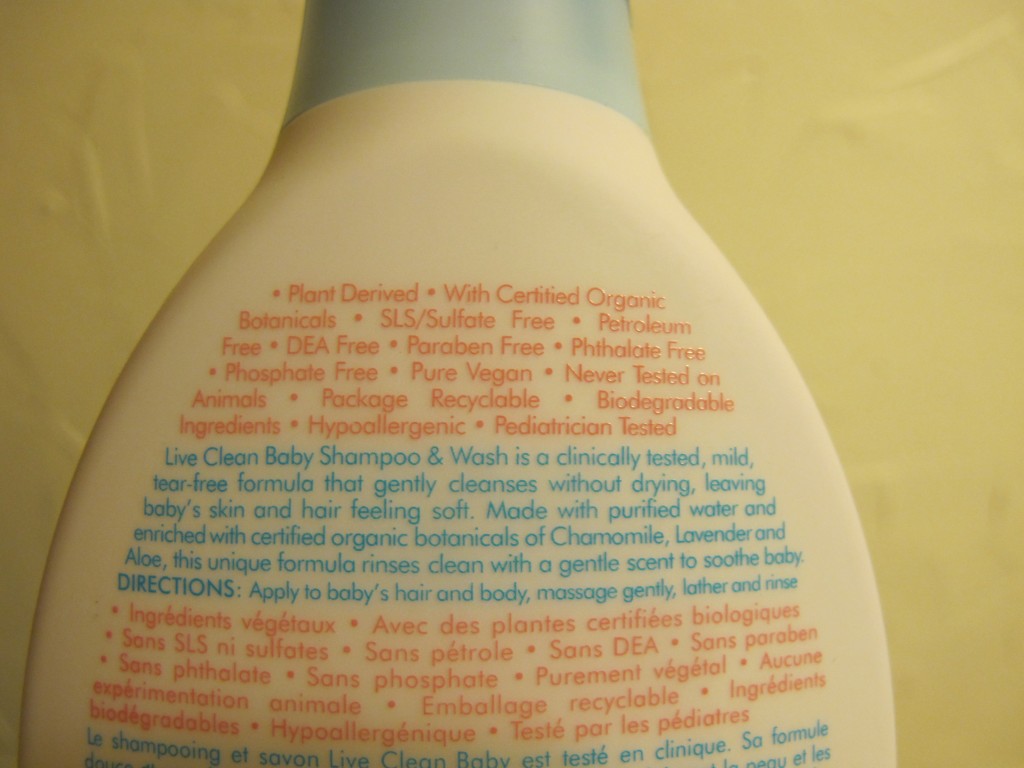 • Plant Derived • With Certified Organic
Botanicals • SLS/Sulfate Free • Petroleum
Free • DEA Free • Paraben Free • Phthalate Free
• Phosphate Free • Pure Vegan • Never Tested on
Animals • Package Recyclable • Biodegradable
Ingredients • Hypoallergenic • Pediatrician Tested
Live Clean Baby Shampoo & Wash is a clinically tested, mild,
tear-free formula that gently cleanses without drying, leaving
baby's skin and hair feeling soft. Made with purified water and
enriched with certified organic botanicals of Chamomile, Lavender and
Aloe, this unique formula rinses clean with a gentle scent to soothe baby.
DIRECTIONS: Apply to baby's hair and body, massage gently, lather and rinse
• Ingrédients végétaux • Avec des plantes certifiées biologiques
• Sans SLS ni sulfates • Sans pétrole • Sans DEA • Sans paraben
• Sans phthalate • Sans phosphate • Purement végétal • Aucune
expérimentation animale • Emballage recyclable • Ingrédients
biodégradables • Hypoallergénique • Testé par les pédiatres
Le shampooing et savon Live Clean Baby est testé en clinique. Sa formule
la peau et les